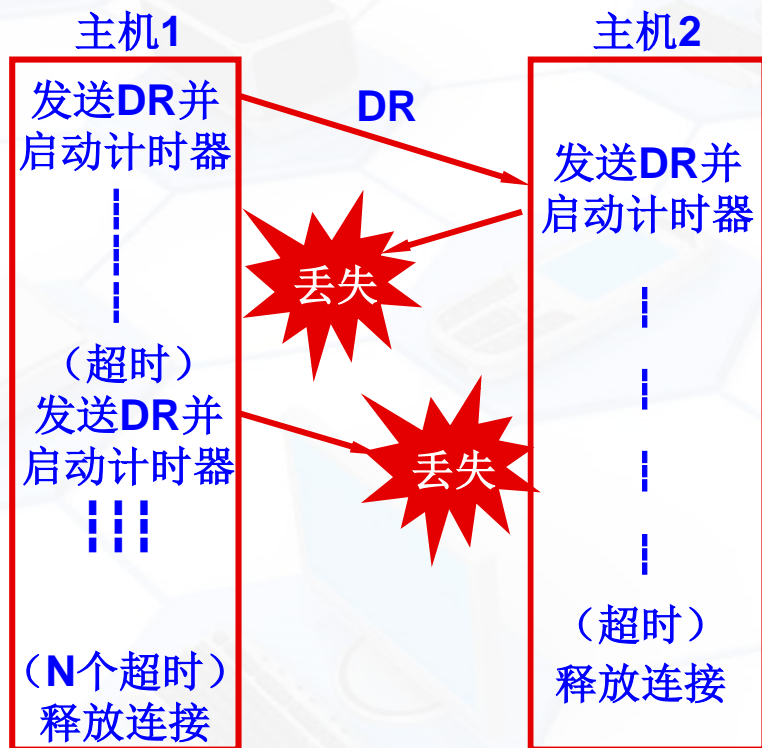 主机1
主机2
发送DR并
启动计时器
DR
发送DR并
启动计时器
丢失
（超时）
发送DR并
启动计时器
丢失
（N个超时）
释放连接
（超时）
释放连接